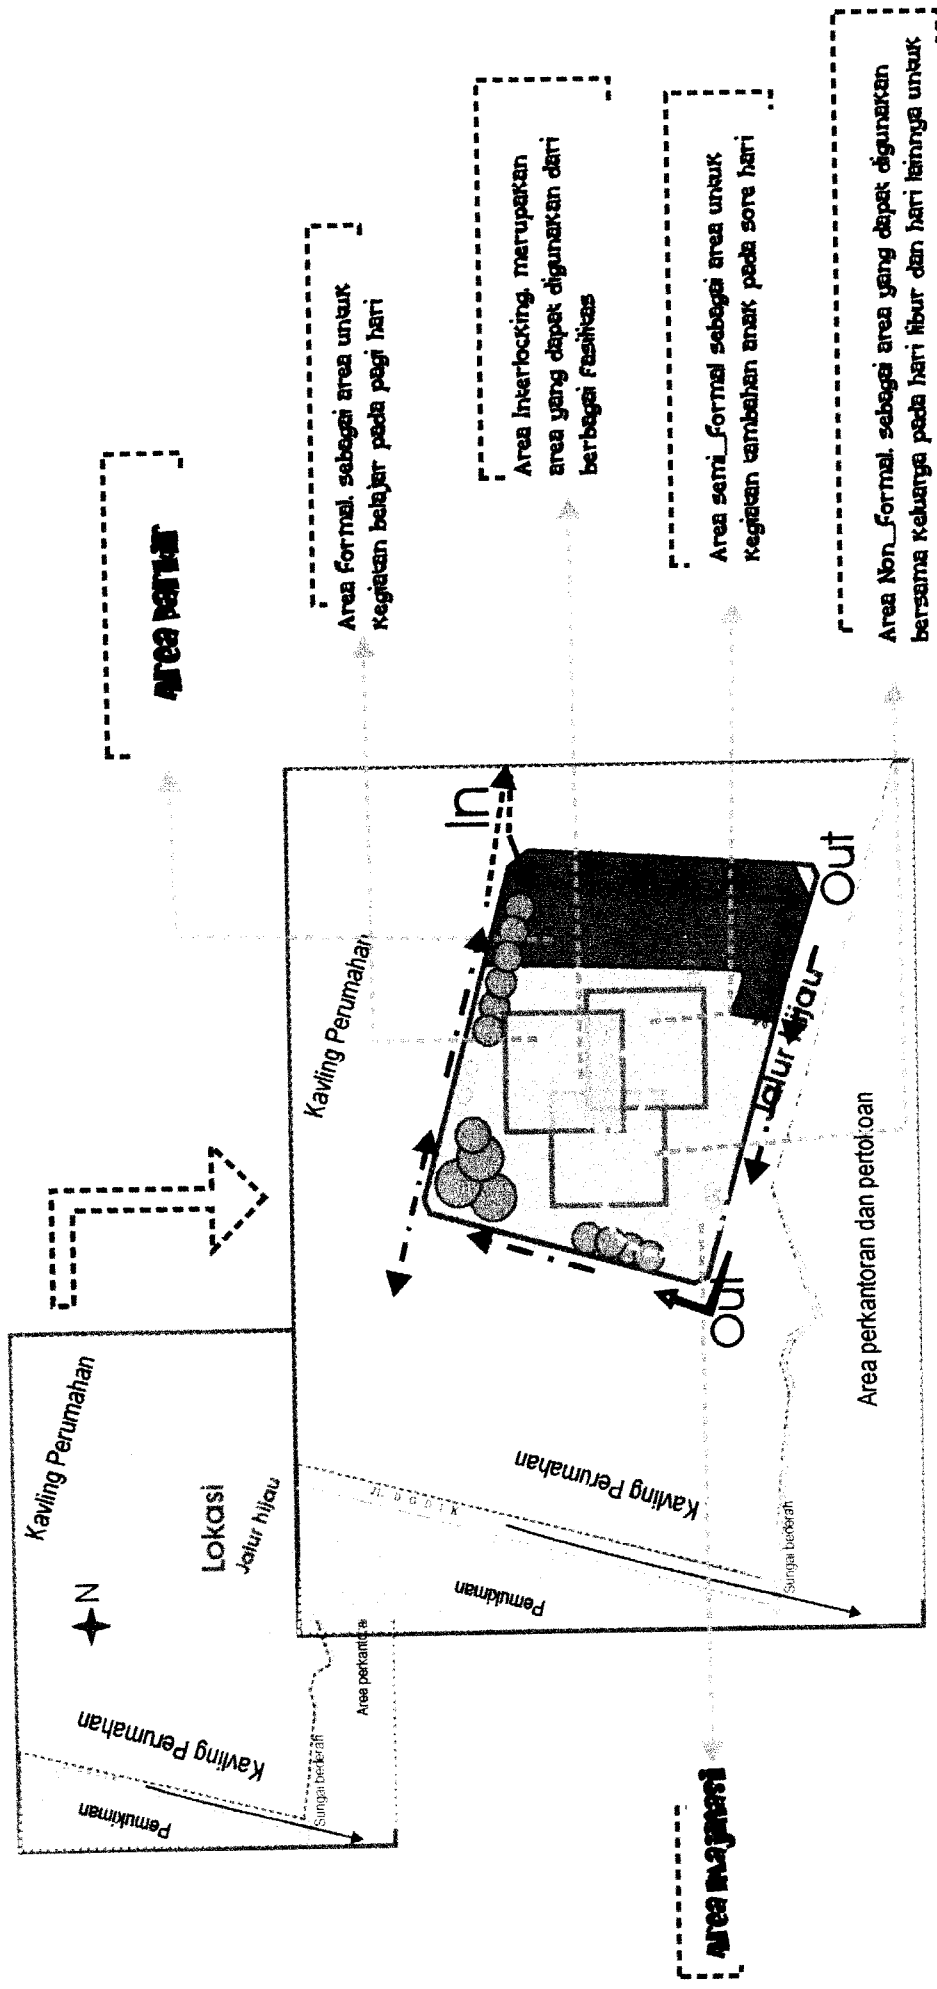 Kavling Perumahan
N
Lokasi
Jalur hijau
Kavling Perumahan
Pemukiman
Sungai bederah
Area perkantora
Area parkir
Area Formal, sebagai area untuk
Kegiatan belajar pada pagi hari
Area Interlocking, merupakan
area yang dapat digunakan dari
berbagai Fasilitas
Area semi_Formal sebagai area untuk
Kegiatan tambahan anak pada sore hari
Area Non_Formal, sebagai area yang dapat digunakan
bersama Keluarga pada hari libur dan hari lainnya untuk
Kavling Perumahan
In
Out
Jalur Hijau
Out
Area perkantoran dan pertokoan
Kavling Perumahan
Pemukiman
Sungai bederah
Area